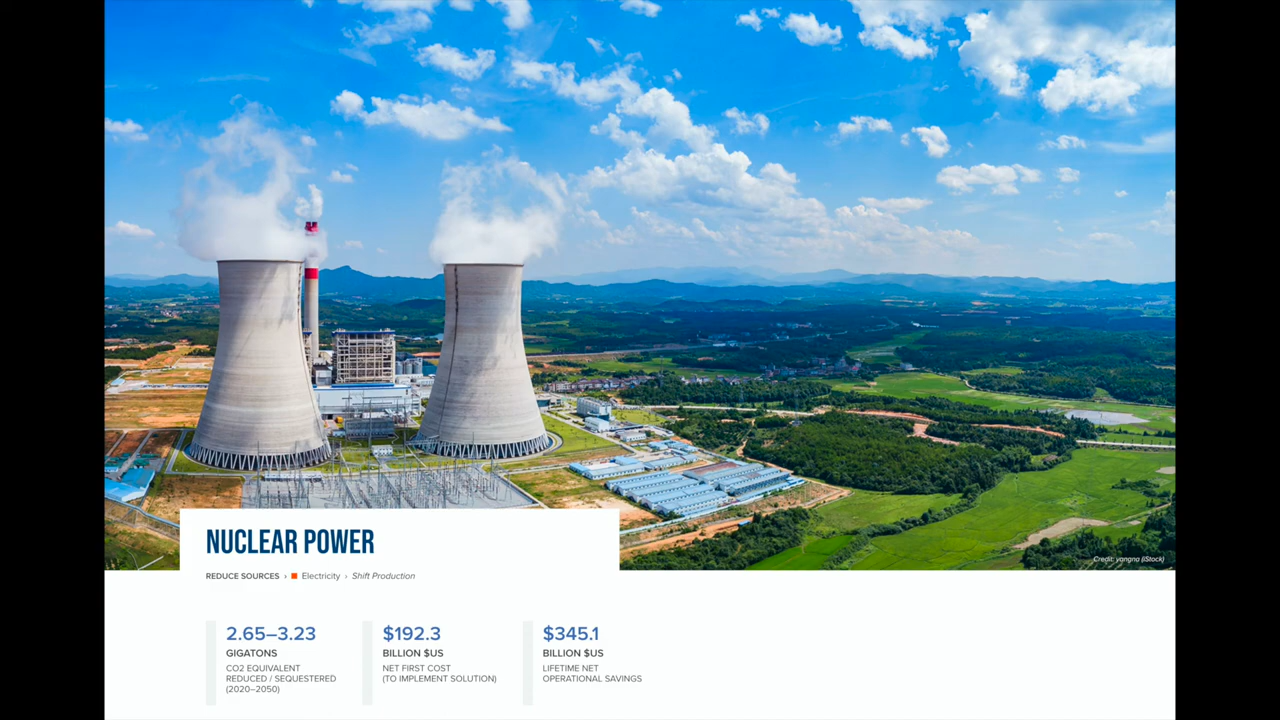 Credit: yangna (iStock)
NUCLEAR POWER
REDUCE SOURCES › Electricity › Shift Production
2.65–3.23
GIGATONS
CO2 EQUIVALENT
REDUCED / SEQUESTERED
(2020–2050)
$192.3
BILLION $US
NET FIRST COST
(TO IMPLEMENT SOLUTION)
$345.1
BILLION $US
LIFETIME NET
OPERATIONAL SAVINGS